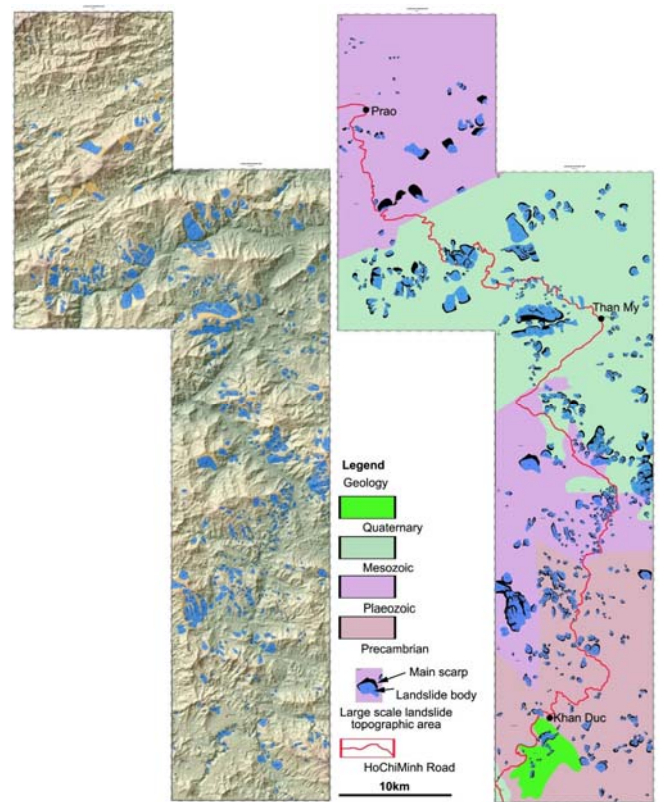 Prao
Than My
Legend
Geology
Quaternary
Mesozoic
Plaeozoic
Precambrian
Main scarp
Landslide body
Large scale landslide
topographic area
HoChiMinh Road
10km
Khan Duc